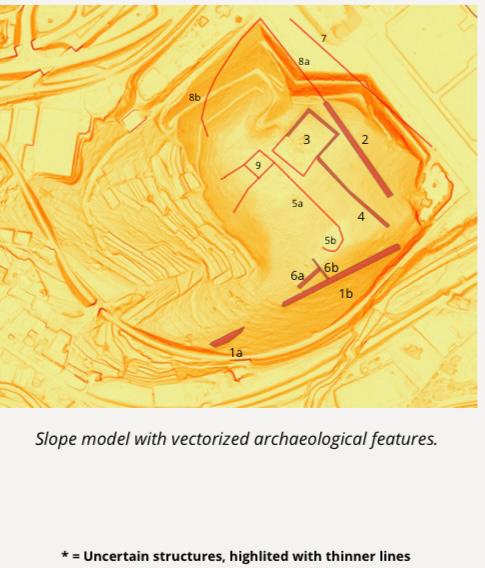 7
8a
8b
3
2
9
5a
4
5b
6b
6a
1b
1a
Slope model with vectorized archaeological features.
* = Uncertain structures, highlited with thinner lines